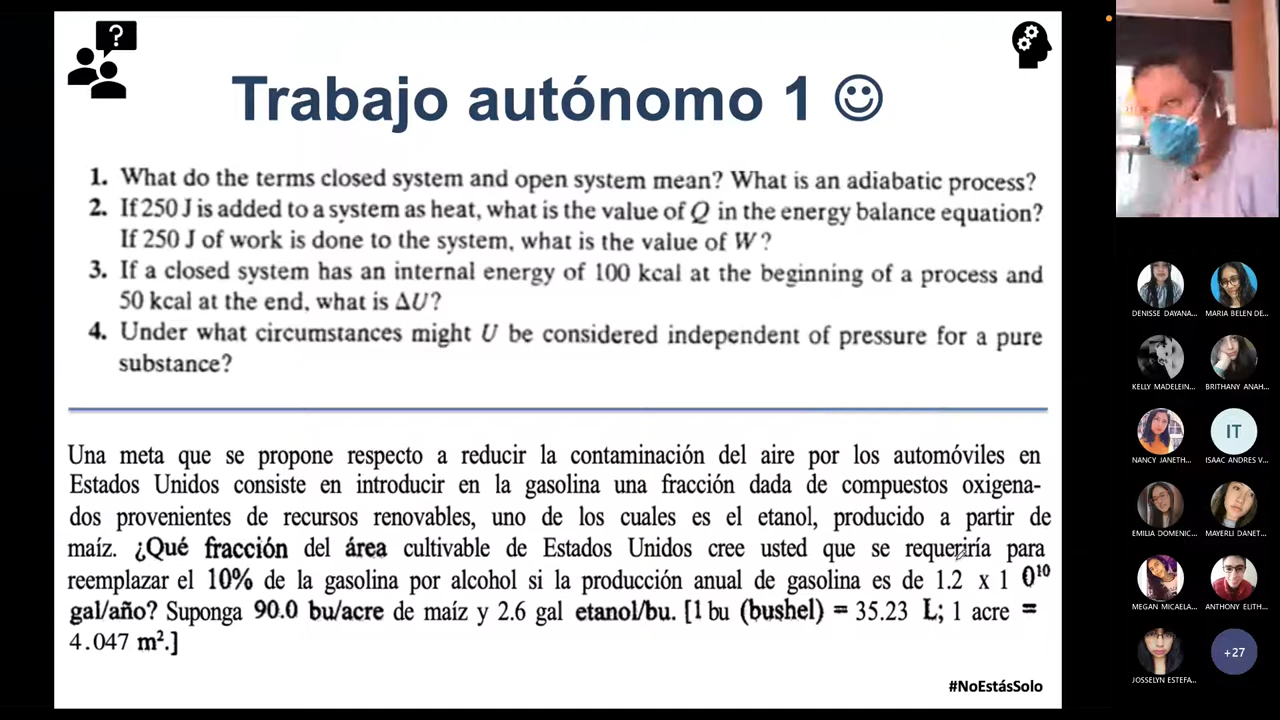 ?
Trabajo autónomo 1 ☺
1. What do the terms closed system and open system mean? What is an adiabatic process?
2. If 250 J is added to a system as heat, what is the value of Q in the energy balance equation?
If 250 J of work is done to the system, what is the value of W?
3. If a closed system has an internal energy of 100 kcal at the beginning of a process and
50 kcal at the end, what is ΔU?
4. Under what circumstances might U be considered independent of pressure for a pure
substance?
Una meta que se propone respecto a reducir la contaminación del aire por los automóviles en
Estados Unidos consiste en introducir en la gasolina una fracción dada de compuestos oxigena-
dos provenientes de recursos renovables, uno de los cuales es el etanol, producido a partir de
maíz. ¿Qué fracción del área cultivable de Estados Unidos cree usted que se requeriría para
reemplazar el 10% de la gasolina por alcohol si la producción anual de gasolina es de 1.2 x 1 0¹⁰
gal/año? Suponga 90.0 bu/acre de maíz y 2.6 gal etanol/bu. [1 bu (bushel) = 35.23 L; 1 acre =
4.047 m².]
#NoEstásSolo
DENISSE DAYANA... MARIA BELEN DE...
KELLY MADELEIN... BRITHANY ANAH...
IT
NANCY JANETH... ISAAC ANDRES V...
EMILIA DOMENIC... MAYERLI DANET...
MEGAN MICAELA... ANTHONY ELITH...
+27
JOSSELYN ESTEFA...